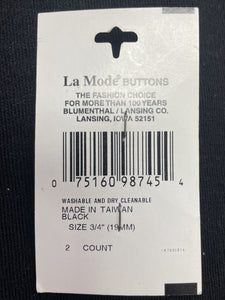 La Mode BUTTONS
THE FASHION CHOICE
FOR MORE THAN 100 YEARS
BLUMENTHAL / LANSING CO.
LANSING, IOWA 52151
0 75160 98745 4
WASHABLE AND DRY CLEANABLE
MADE IN TAIWAN
BLACK
SIZE 3/4" (19MM)
2 COUNT